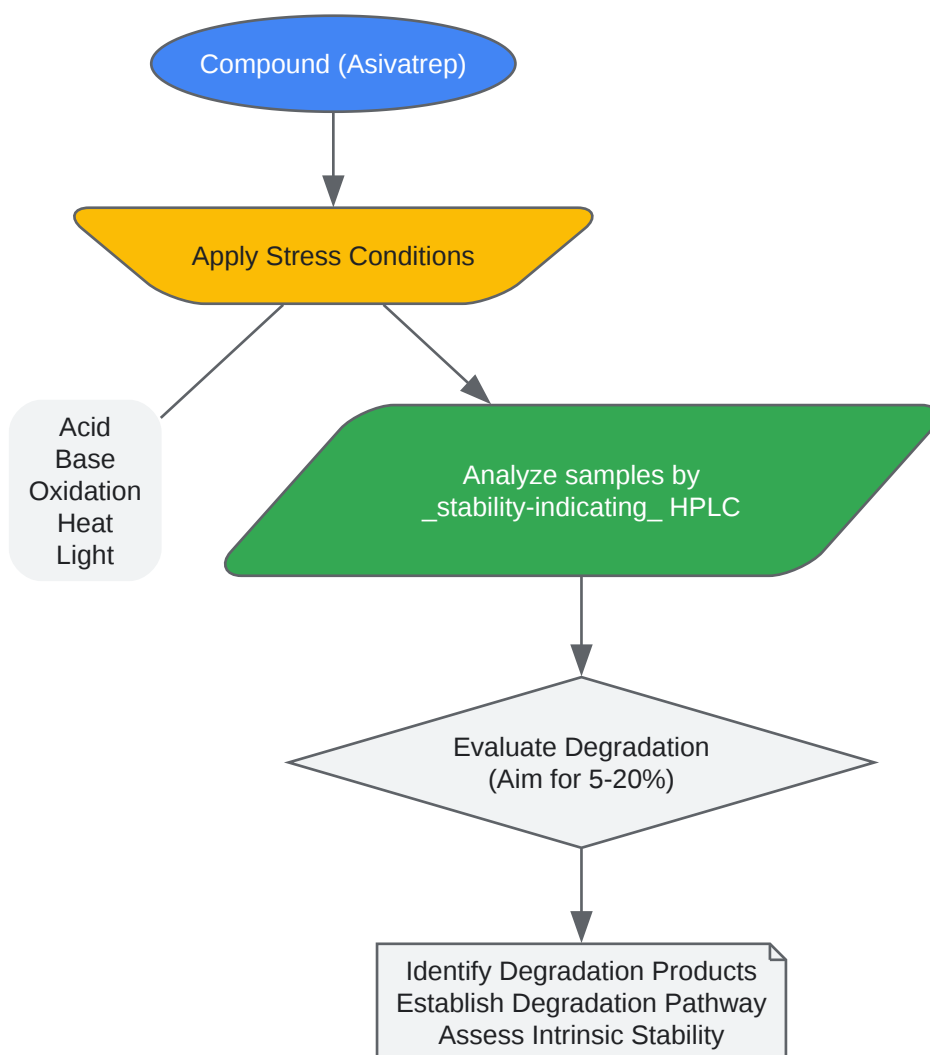 Compound (Asivatrep)
Apply Stress Conditions
Acid
Base
Oxidation
Heat
Light
Analyze samples by
_stability-indicating_ HPLC
Evaluate Degradation
(Aim for 5-20%)
Identify Degradation Products
Establish Degradation Pathway
Assess Intrinsic Stability